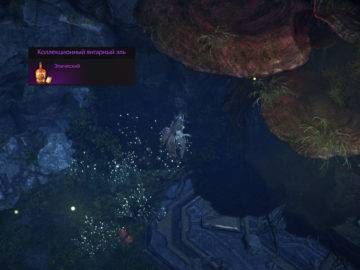 Коллекционный янтарный эль
Эпический